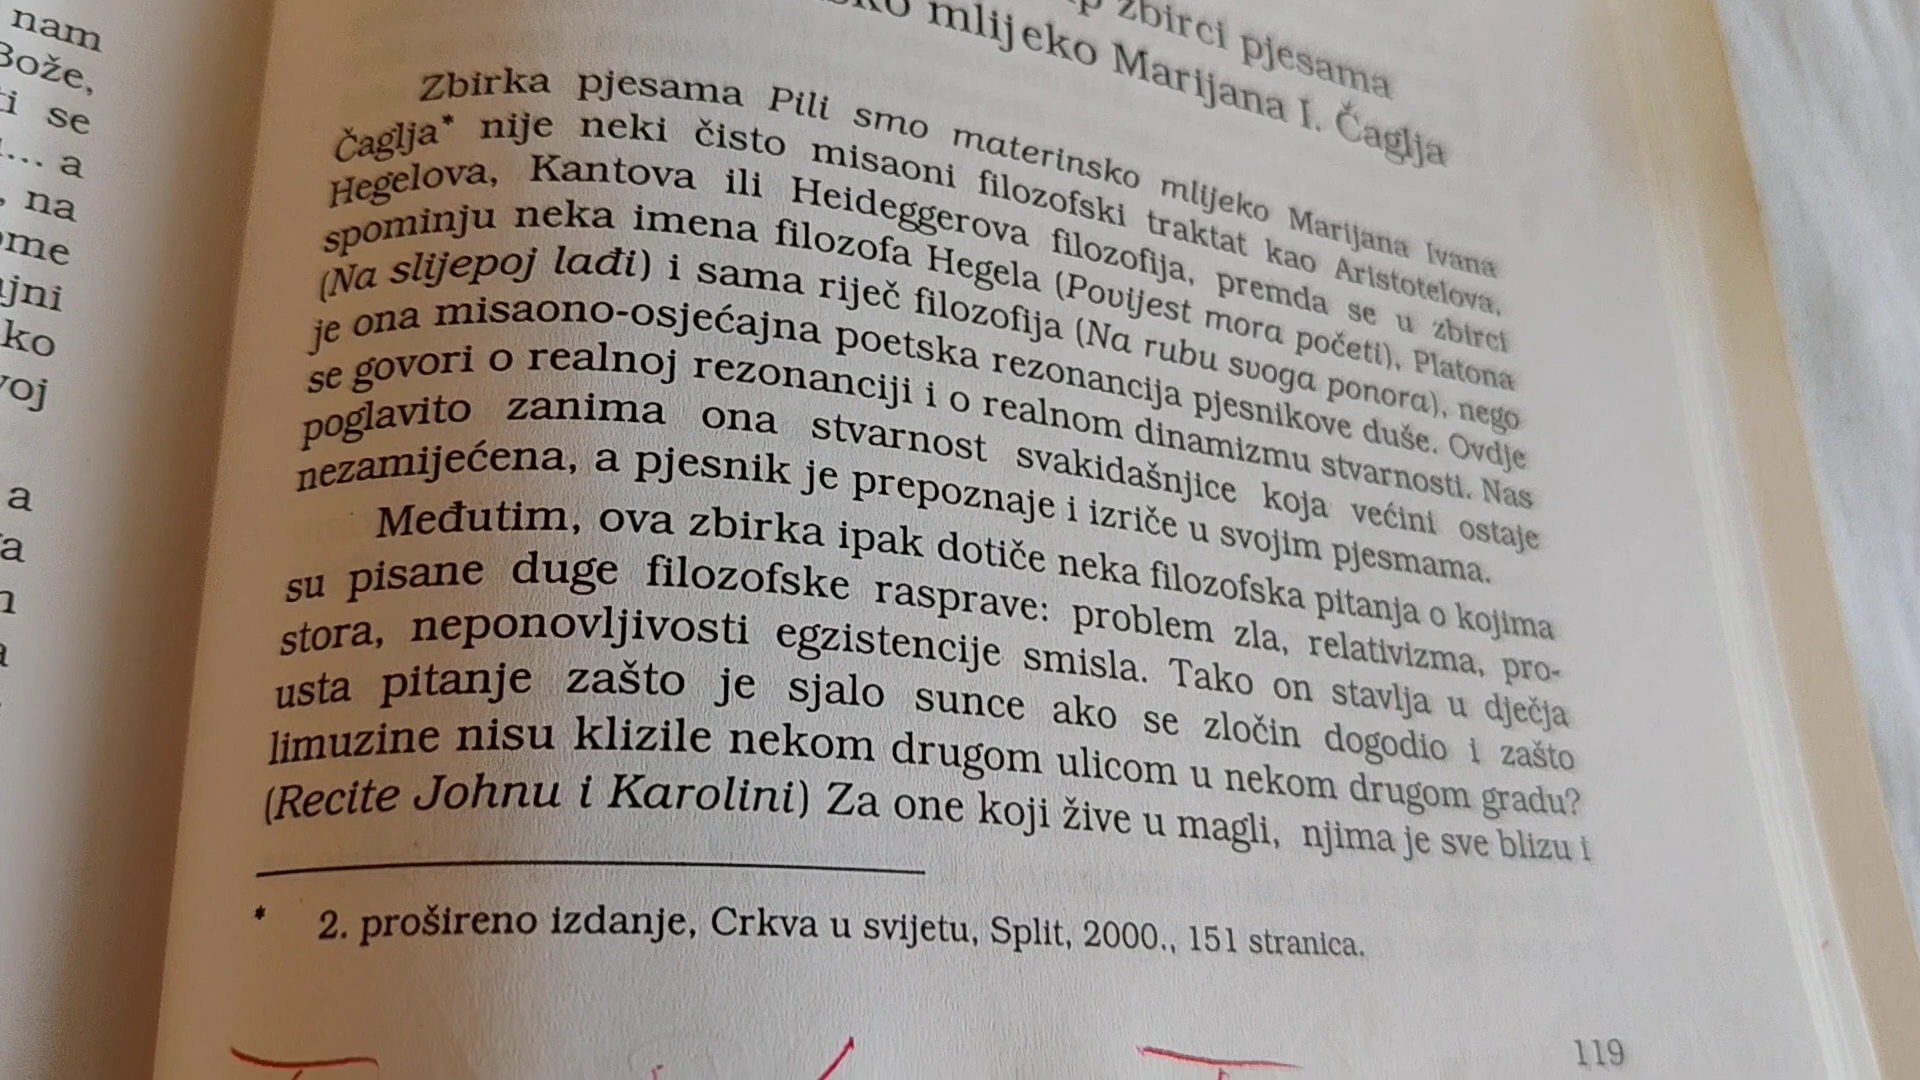 nam
Bože,
se
... a
na
ko
a
zbirci pjesama
mlijeko Marijana I. Čaglja
Zbirka pjesama Pili smo materinsko mlijeko Marijana Ivana
Čaglja* nije neki čisto misaoni filozofski traktat kao Aristotelova,
Hegelova, Kantova ili Heideggerova filozofija, premda se u zbirci
spominju neka imena filozofa Hegela (Povijest mora početi), Platona
(Na slijepoj lađi) i sama riječ filozofija (Na rubu svoga ponora), nego
je ona misaono-osjećajna poetska rezonancija pjesnikove duše. Ovdje
se govori o realnoj rezonanciji i o realnom dinamizmu stvarnosti. Nas
poglavito zanima ona stvarnost svakidašnjice koja većini ostaje
nezamijećena, a pjesnik je prepoznaje i izriče u svojim pjesmama.
Međutim, ova zbirka ipak dotiče neka filozofska pitanja o kojima
su pisane duge filozofske rasprave: problem zla, relativizma, pro-
stora, neponovljivosti egzistencije smisla. Tako on stavlja u dječja
usta pitanje zašto je sjalo sunce ako se zločin dogodio i zašto
limuzine nisu klizile nekom drugom ulicom u nekom drugom gradu?
(Recite Johnu i Karolini) Za one koji žive u magli, njima je sve blizu i
* 2. prošireno izdanje, Crkva u svijetu, Split, 2000., 151 stranica.
119